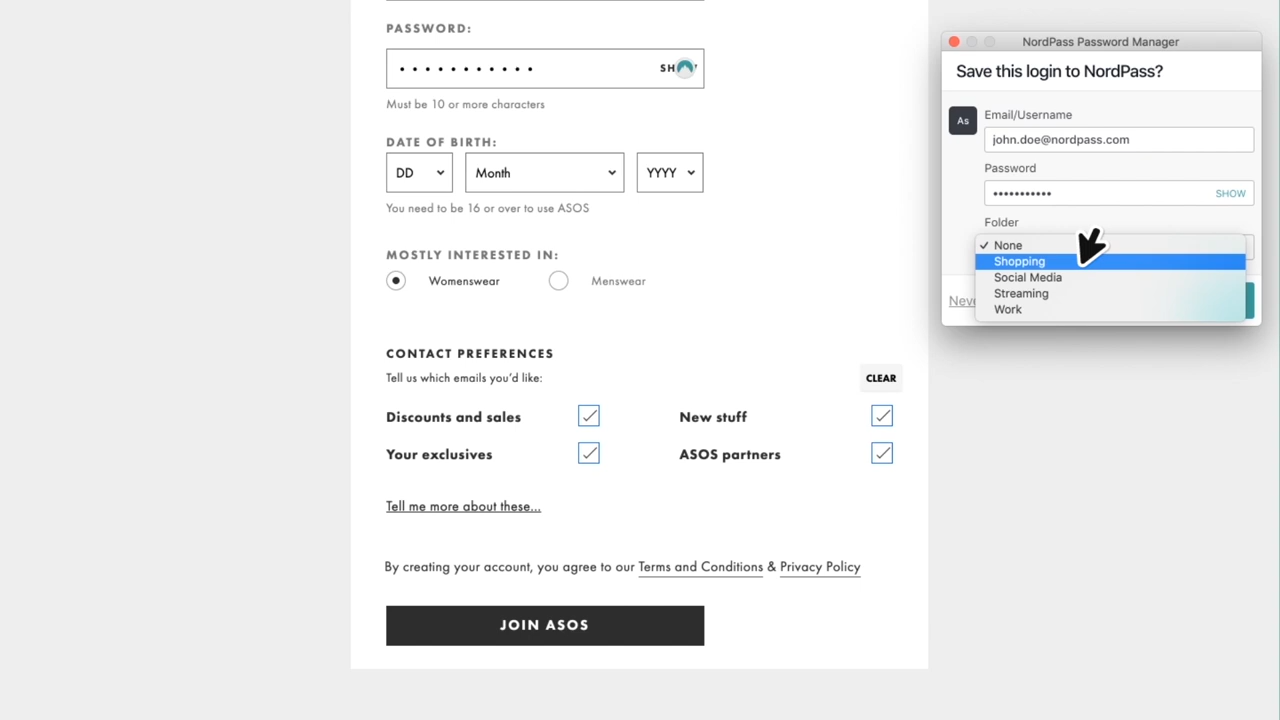 PASSWORD:
• • • • • • • • • • •
Must be 10 or more characters
DATE OF BIRTH:
DD Month YYYY
You need to be 16 or over to use ASOS
MOSTLY INTERESTED IN:
Womenswear Menswear
CONTACT PREFERENCES
Tell us which emails you'd like: CLEAR
Discounts and sales New stuff
Your exclusives ASOS partners
Tell me more about these...
By creating your account, you agree to our Terms and Conditions & Privacy Policy
JOIN ASOS
NordPass Password Manager
Save this login to NordPass?
As
Email/Username
john.doe@nordpass.com
Password
••••••••••• SHOW
Folder
✓ None
Shopping
Social Media
Streaming
Work